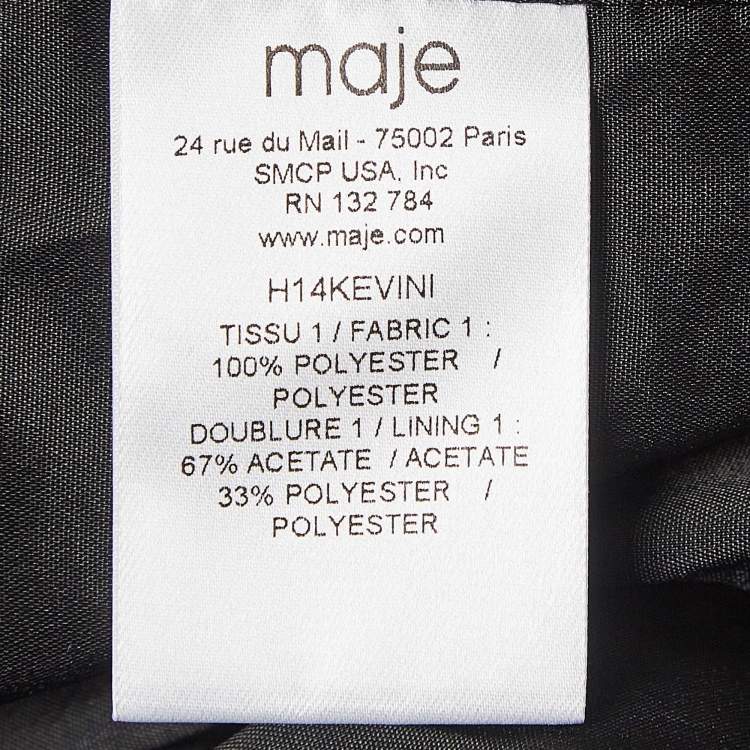 maje
24 rue du Mail - 75002 Paris
SMCP USA, Inc
RN 132 784
www.maje.com
H14KEVINI
TISSU 1 / FABRIC 1 :
100% POLYESTER /
POLYESTER
DOUBLURE 1 / LINING 1 :
67% ACETATE / ACETATE
33% POLYESTER /
POLYESTER